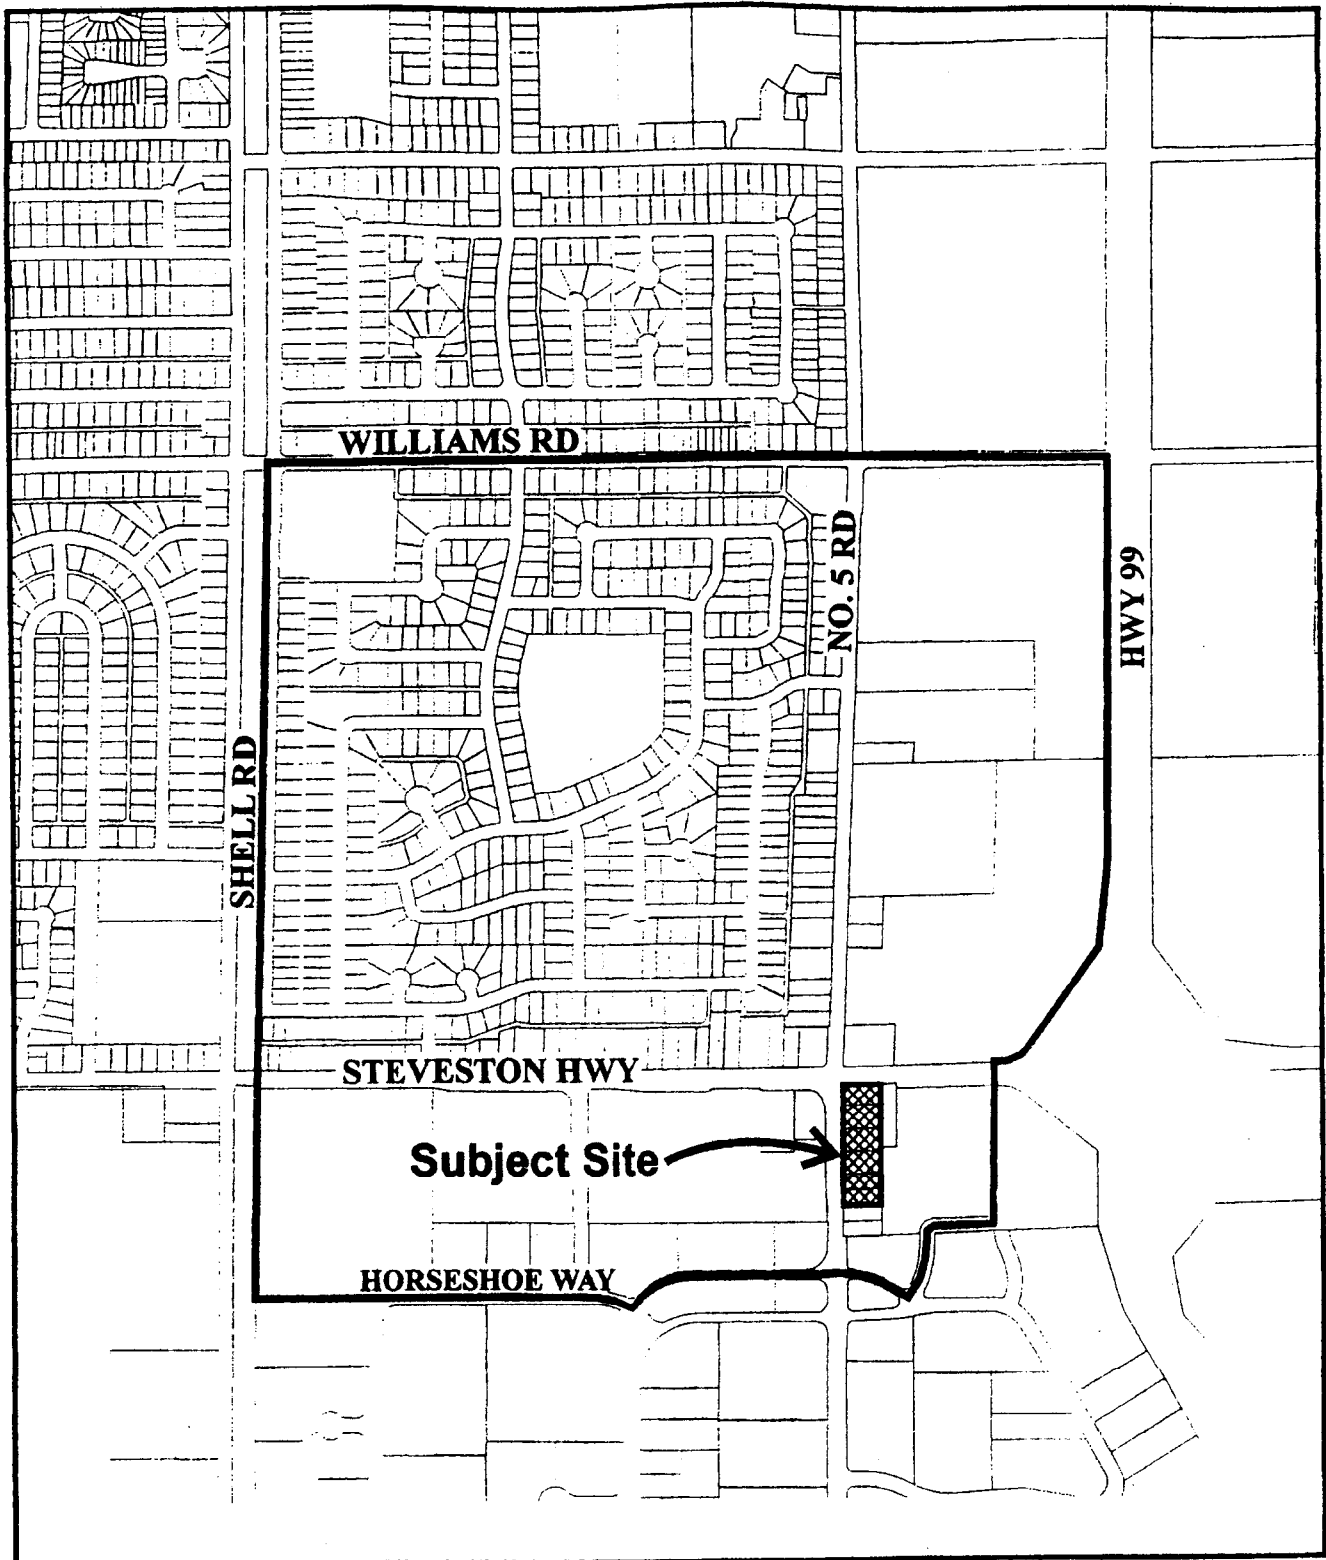 WILLIAMS RD
NO. 5 RD
HWY 99
SHELL RD
STEVESTON HWY
Subject Site
HORSESHOE WAY